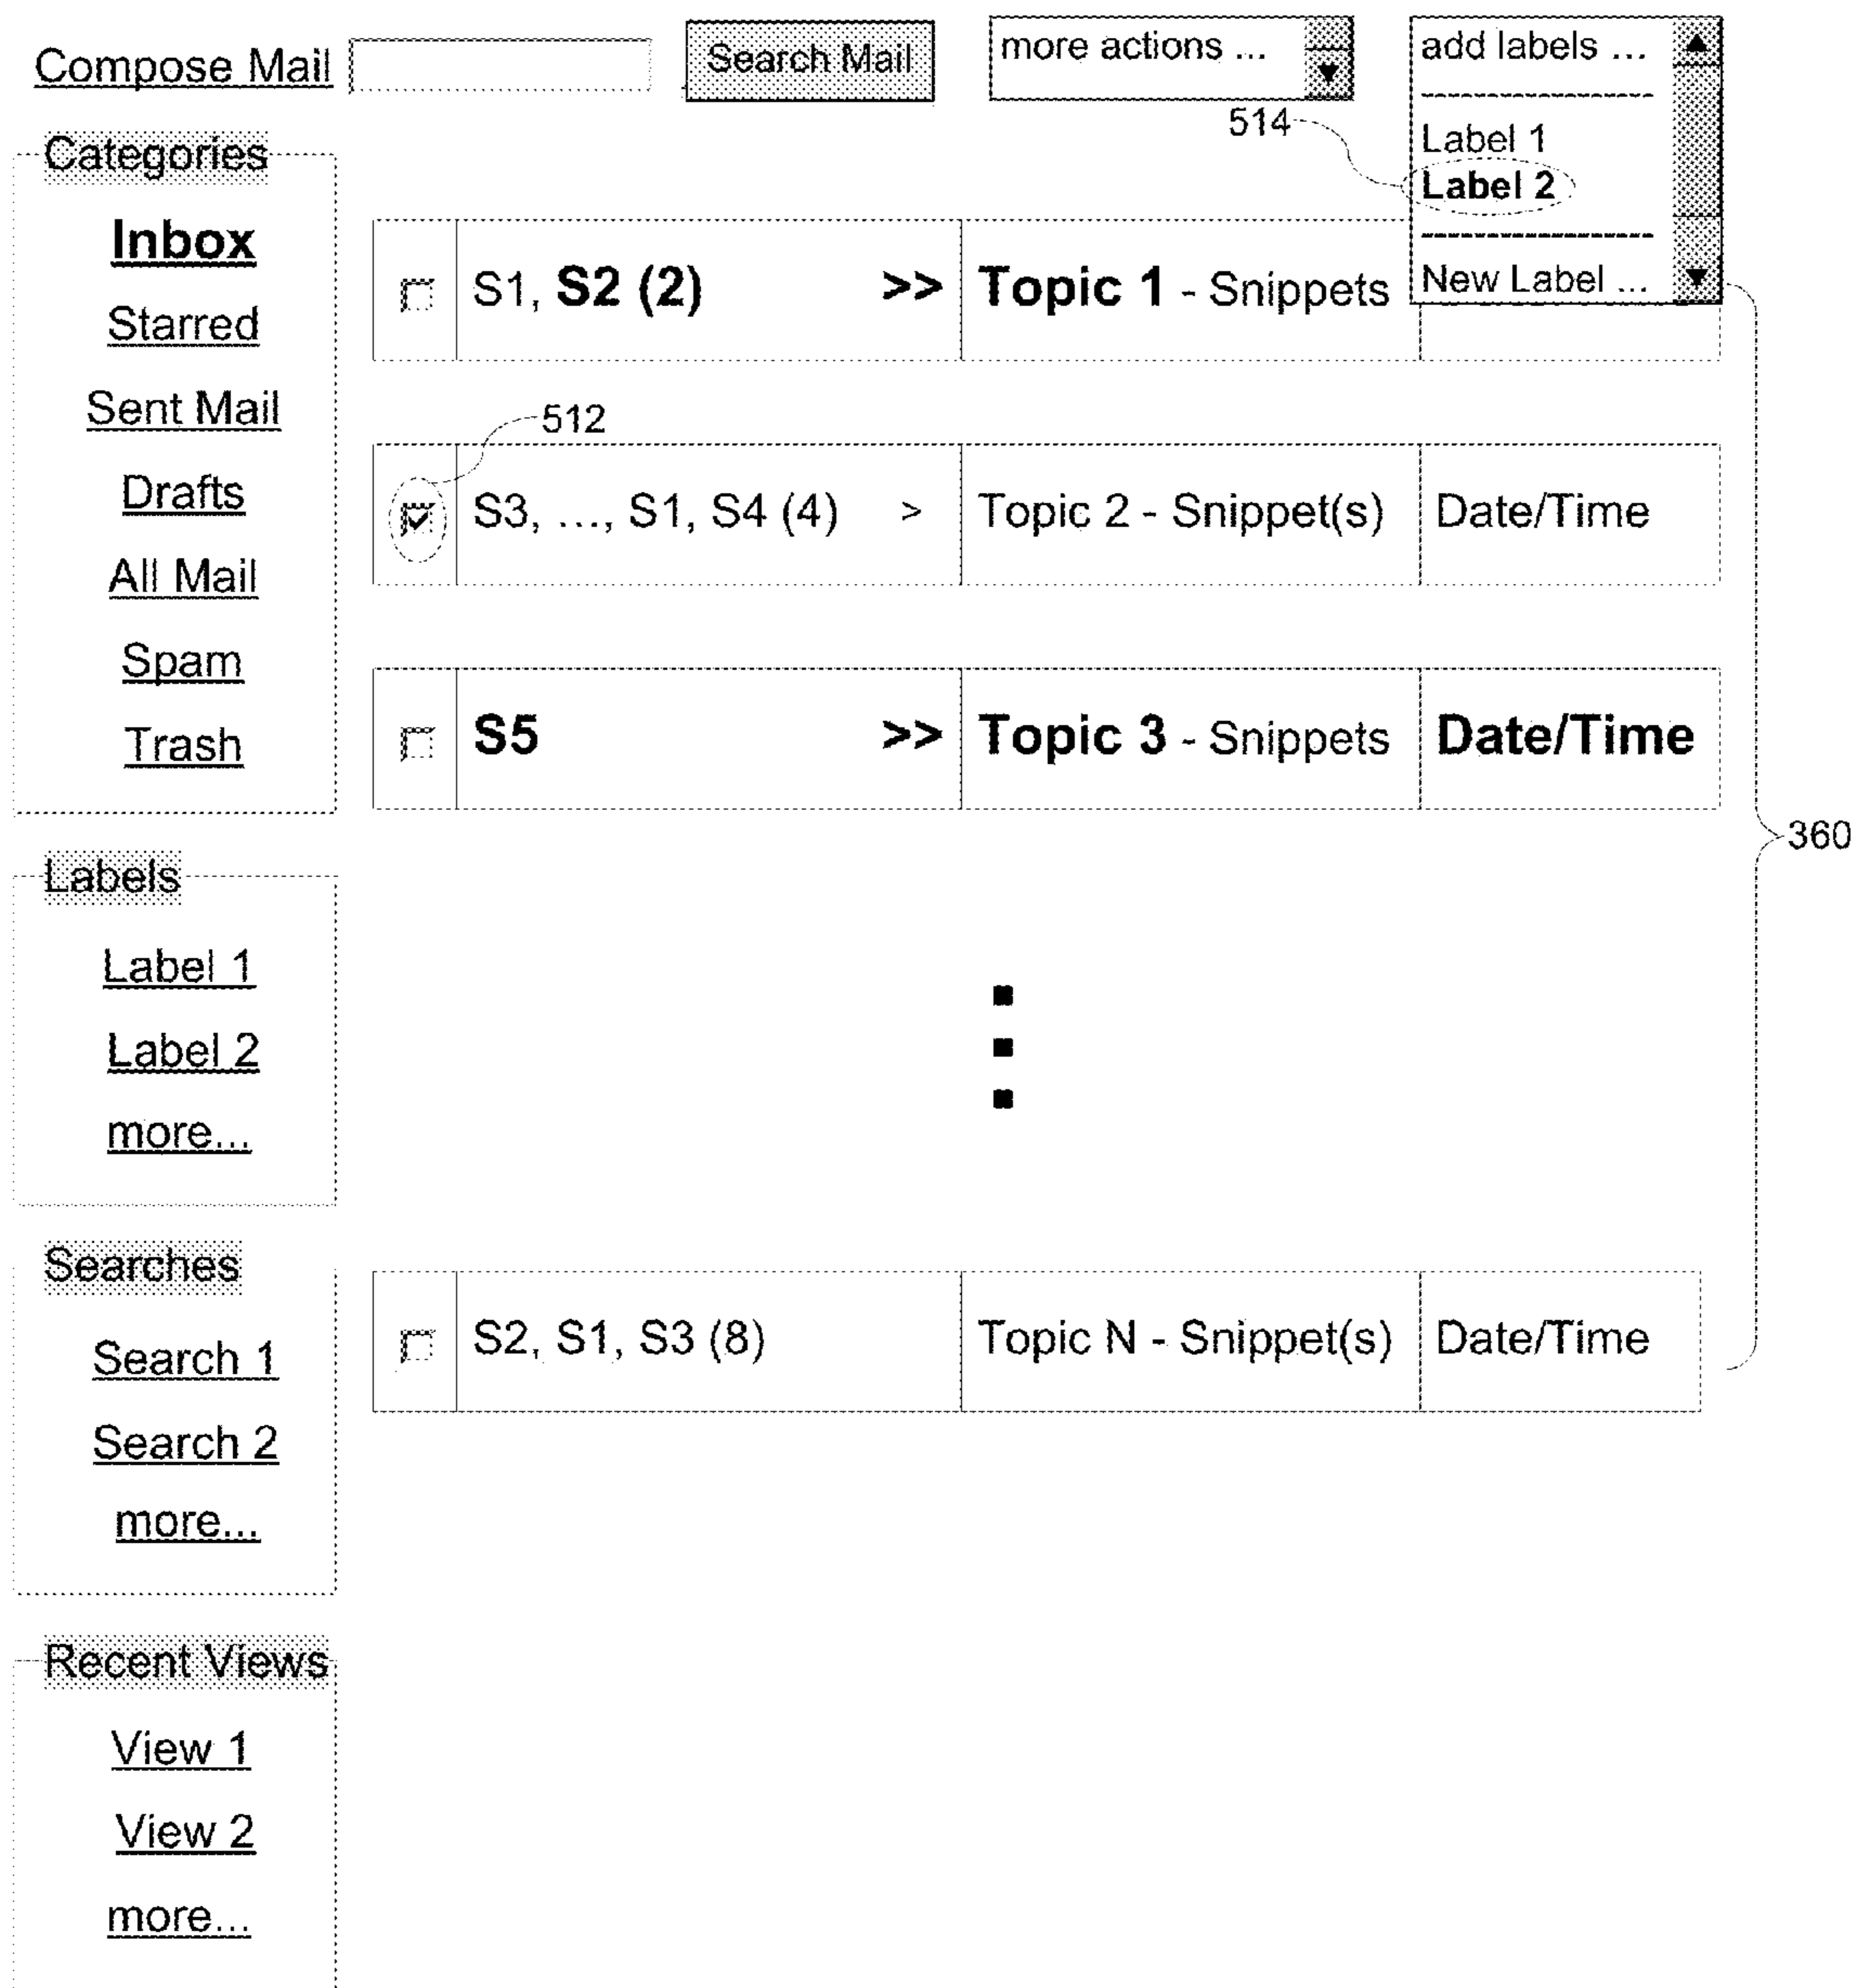 Compose Mail Search Mail more actions ... add labels ...
514
Label 1
Label 2
New Label ...
Categories
Inbox
Starred
Sent Mail
Drafts
All Mail
Spam
Trash
S1, S2 (2) >> Topic 1 - Snippets
512
S3, ..., S1, S4 (4) > Topic 2 - Snippet(s) Date/Time
S5 >> Topic 3 - Snippets Date/Time
360
Labels
Label 1
Label 2
more...
Searches
Search 1
Search 2
more...
S2, S1, S3 (8) Topic N - Snippet(s) Date/Time
Recent Views
View 1
View 2
more...